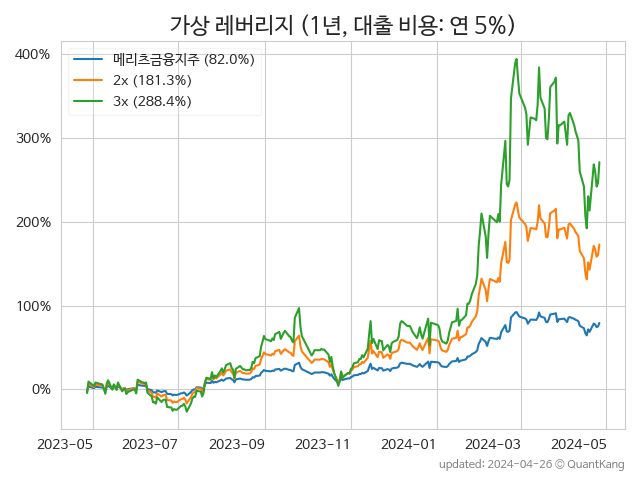 가상 레버리지 (1년, 대출 비용: 연 5%)
400%
300%
200%
100%
0%
메리츠금융지주 (82.0%)
2x (181.3%)
3x (288.4%)
2023-05
2023-07
2023-09
2023-11
2024-01
2024-03
2024-05
updated: 2024-04-26 © QuantKang